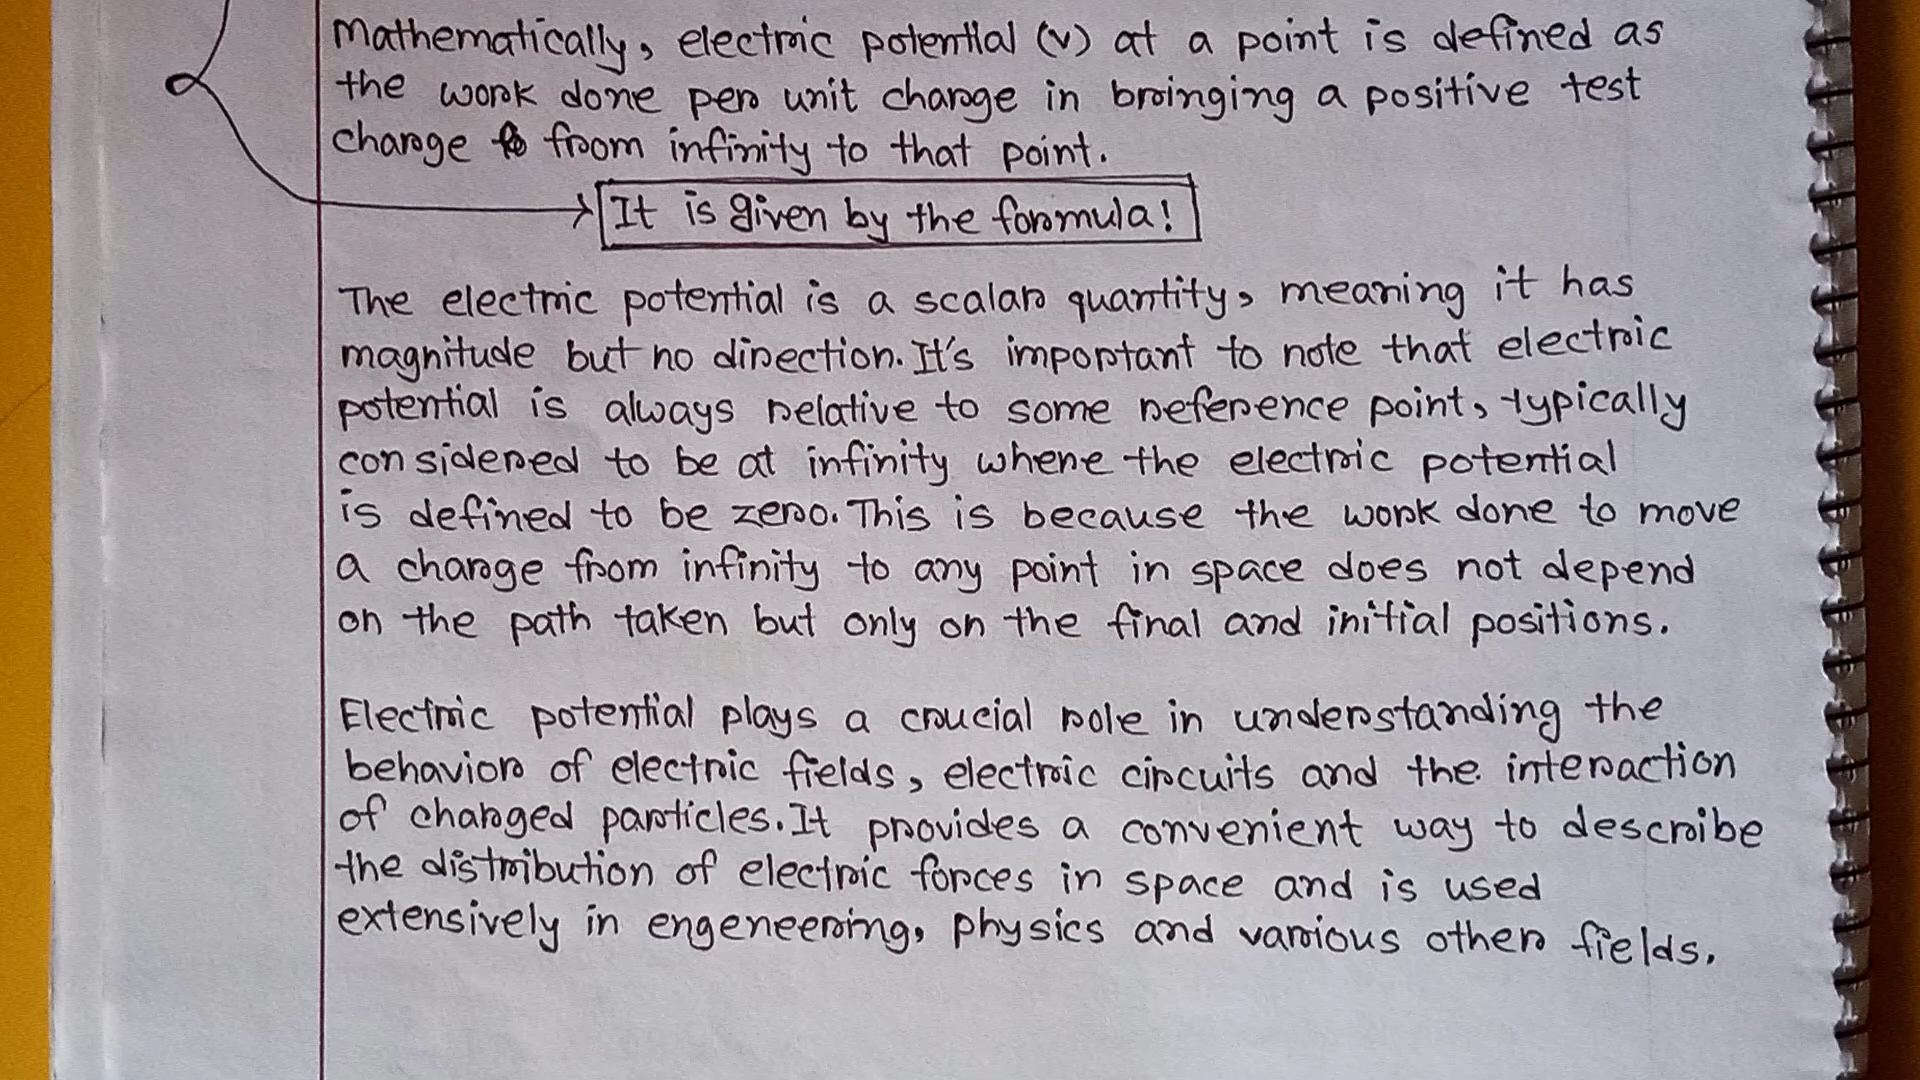 Mathematically, electric potential (v) at a point is defined as
the work done per unit charge in bringing a positive test
charge from infinity to that point.
It is given by the formula!
The electric potential is a scalar quantity, meaning it has
magnitude but no direction. It's important to note that electric
potential is always relative to some reference point, typically
considered to be at infinity where the electric potential
is defined to be zero. This is because the work done to move
a charge from infinity to any point in space does not depend
on the path taken but only on the final and initial positions.
Electric potential plays a crucial role in understanding the
behavior of electric fields, electric circuits and the interaction
of charged particles. It provides a convenient way to describe
the distribution of electric forces in space and is used
extensively in engeneering, physics and various other fields.